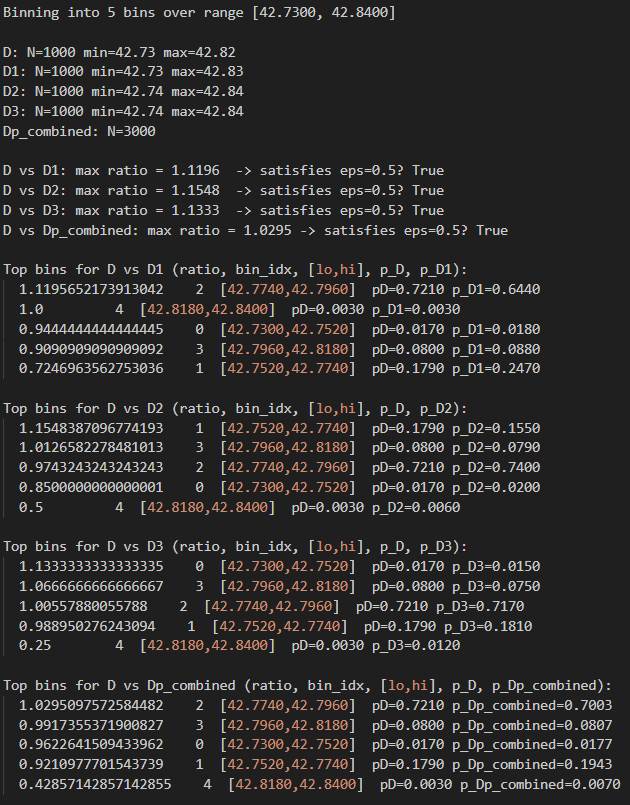 Binning into 5 bins over range [42.7300, 42.8400]
D: N=1000 min=42.73 max=42.82
D1: N=1000 min=42.73 max=42.83
D2: N=1000 min=42.74 max=42.84
D3: N=1000 min=42.74 max=42.84
Dp_combined: N=3000
D vs D1: max ratio = 1.1196  -> satisfies eps=0.5? True
D vs D2: max ratio = 1.1548  -> satisfies eps=0.5? True
D vs D3: max ratio = 1.1333  -> satisfies eps=0.5? True
D vs Dp_combined: max ratio = 1.0295 -> satisfies eps=0.5? True
Top bins for D vs D1 (ratio, bin_idx, [lo,hi], p_D, p_D1):
1.1195652173913042    2  [42.7740,42.7960]  pD=0.7210 p_D1=0.6440
1.0        4  [42.8180,42.8400]  pD=0.0030 p_D1=0.0030
0.9444444444444445    0  [42.7300,42.7520]  pD=0.0170 p_D1=0.0180
0.9090909090909092    3  [42.7960,42.8180]  pD=0.0800 p_D1=0.0880
0.7246963562753036    1  [42.7520,42.7740]  pD=0.1790 p_D1=0.2470
Top bins for D vs D2 (ratio, bin_idx, [lo,hi], p_D, p_D2):
1.1548387096774193    1  [42.7520,42.7740]  pD=0.1790 p_D2=0.1550
1.0126582278481013    3  [42.7960,42.8180]  pD=0.0800 p_D2=0.0790
0.9743243243243243    2  [42.7740,42.7960]  pD=0.7210 p_D2=0.7400
0.8500000000000001    0  [42.7300,42.7520]  pD=0.0170 p_D2=0.0200
0.5        4  [42.8180,42.8400]  pD=0.0030 p_D2=0.0060
Top bins for D vs D3 (ratio, bin_idx, [lo,hi], p_D, p_D3):
1.1333333333333335    0  [42.7300,42.7520]  pD=0.0170 p_D3=0.0150
1.0666666666666667    3  [42.7960,42.8180]  pD=0.0800 p_D3=0.0750
1.00557880055788    2  [42.7740,42.7960]  pD=0.7210 p_D3=0.7170
0.988950276243094    1  [42.7520,42.7740]  pD=0.1790 p_D3=0.1810
0.25       4  [42.8180,42.8400]  pD=0.0030 p_D3=0.0120
Top bins for D vs Dp_combined (ratio, bin_idx, [lo,hi], p_D, p_Dp_combined):
1.0295097572584482    2  [42.7740,42.7960]  pD=0.7210 p_Dp_combined=0.7003
0.9917355371900827    3  [42.7960,42.8180]  pD=0.0800 p_Dp_combined=0.0807
0.9622641509433962    0  [42.7300,42.7520]  pD=0.0170 p_Dp_combined=0.0177
0.9210977701543739    1  [42.7520,42.7740]  pD=0.1790 p_Dp_combined=0.1943
0.42857142857142855    4  [42.8180,42.8400]  pD=0.0030 p_Dp_combined=0.0070